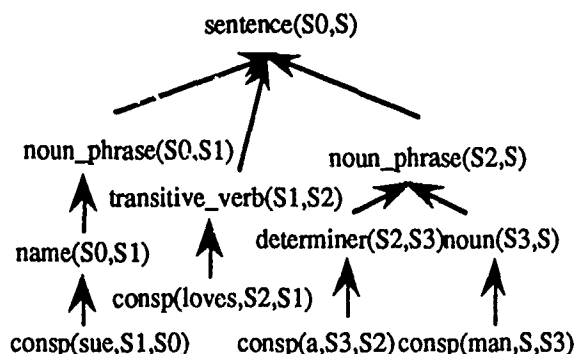 sentence(S0,S)
noun_phrase(S0,S1)
noun_phrase(S2,S)
transitive_verb(S1,S2)
name(S0,S1)
determiner(S2,S3)noun(S3,S)
consp(loves,S2,S1)
consp(sue,S1,S0)
consp(a,S3,S2)
consp(man,S,S3)